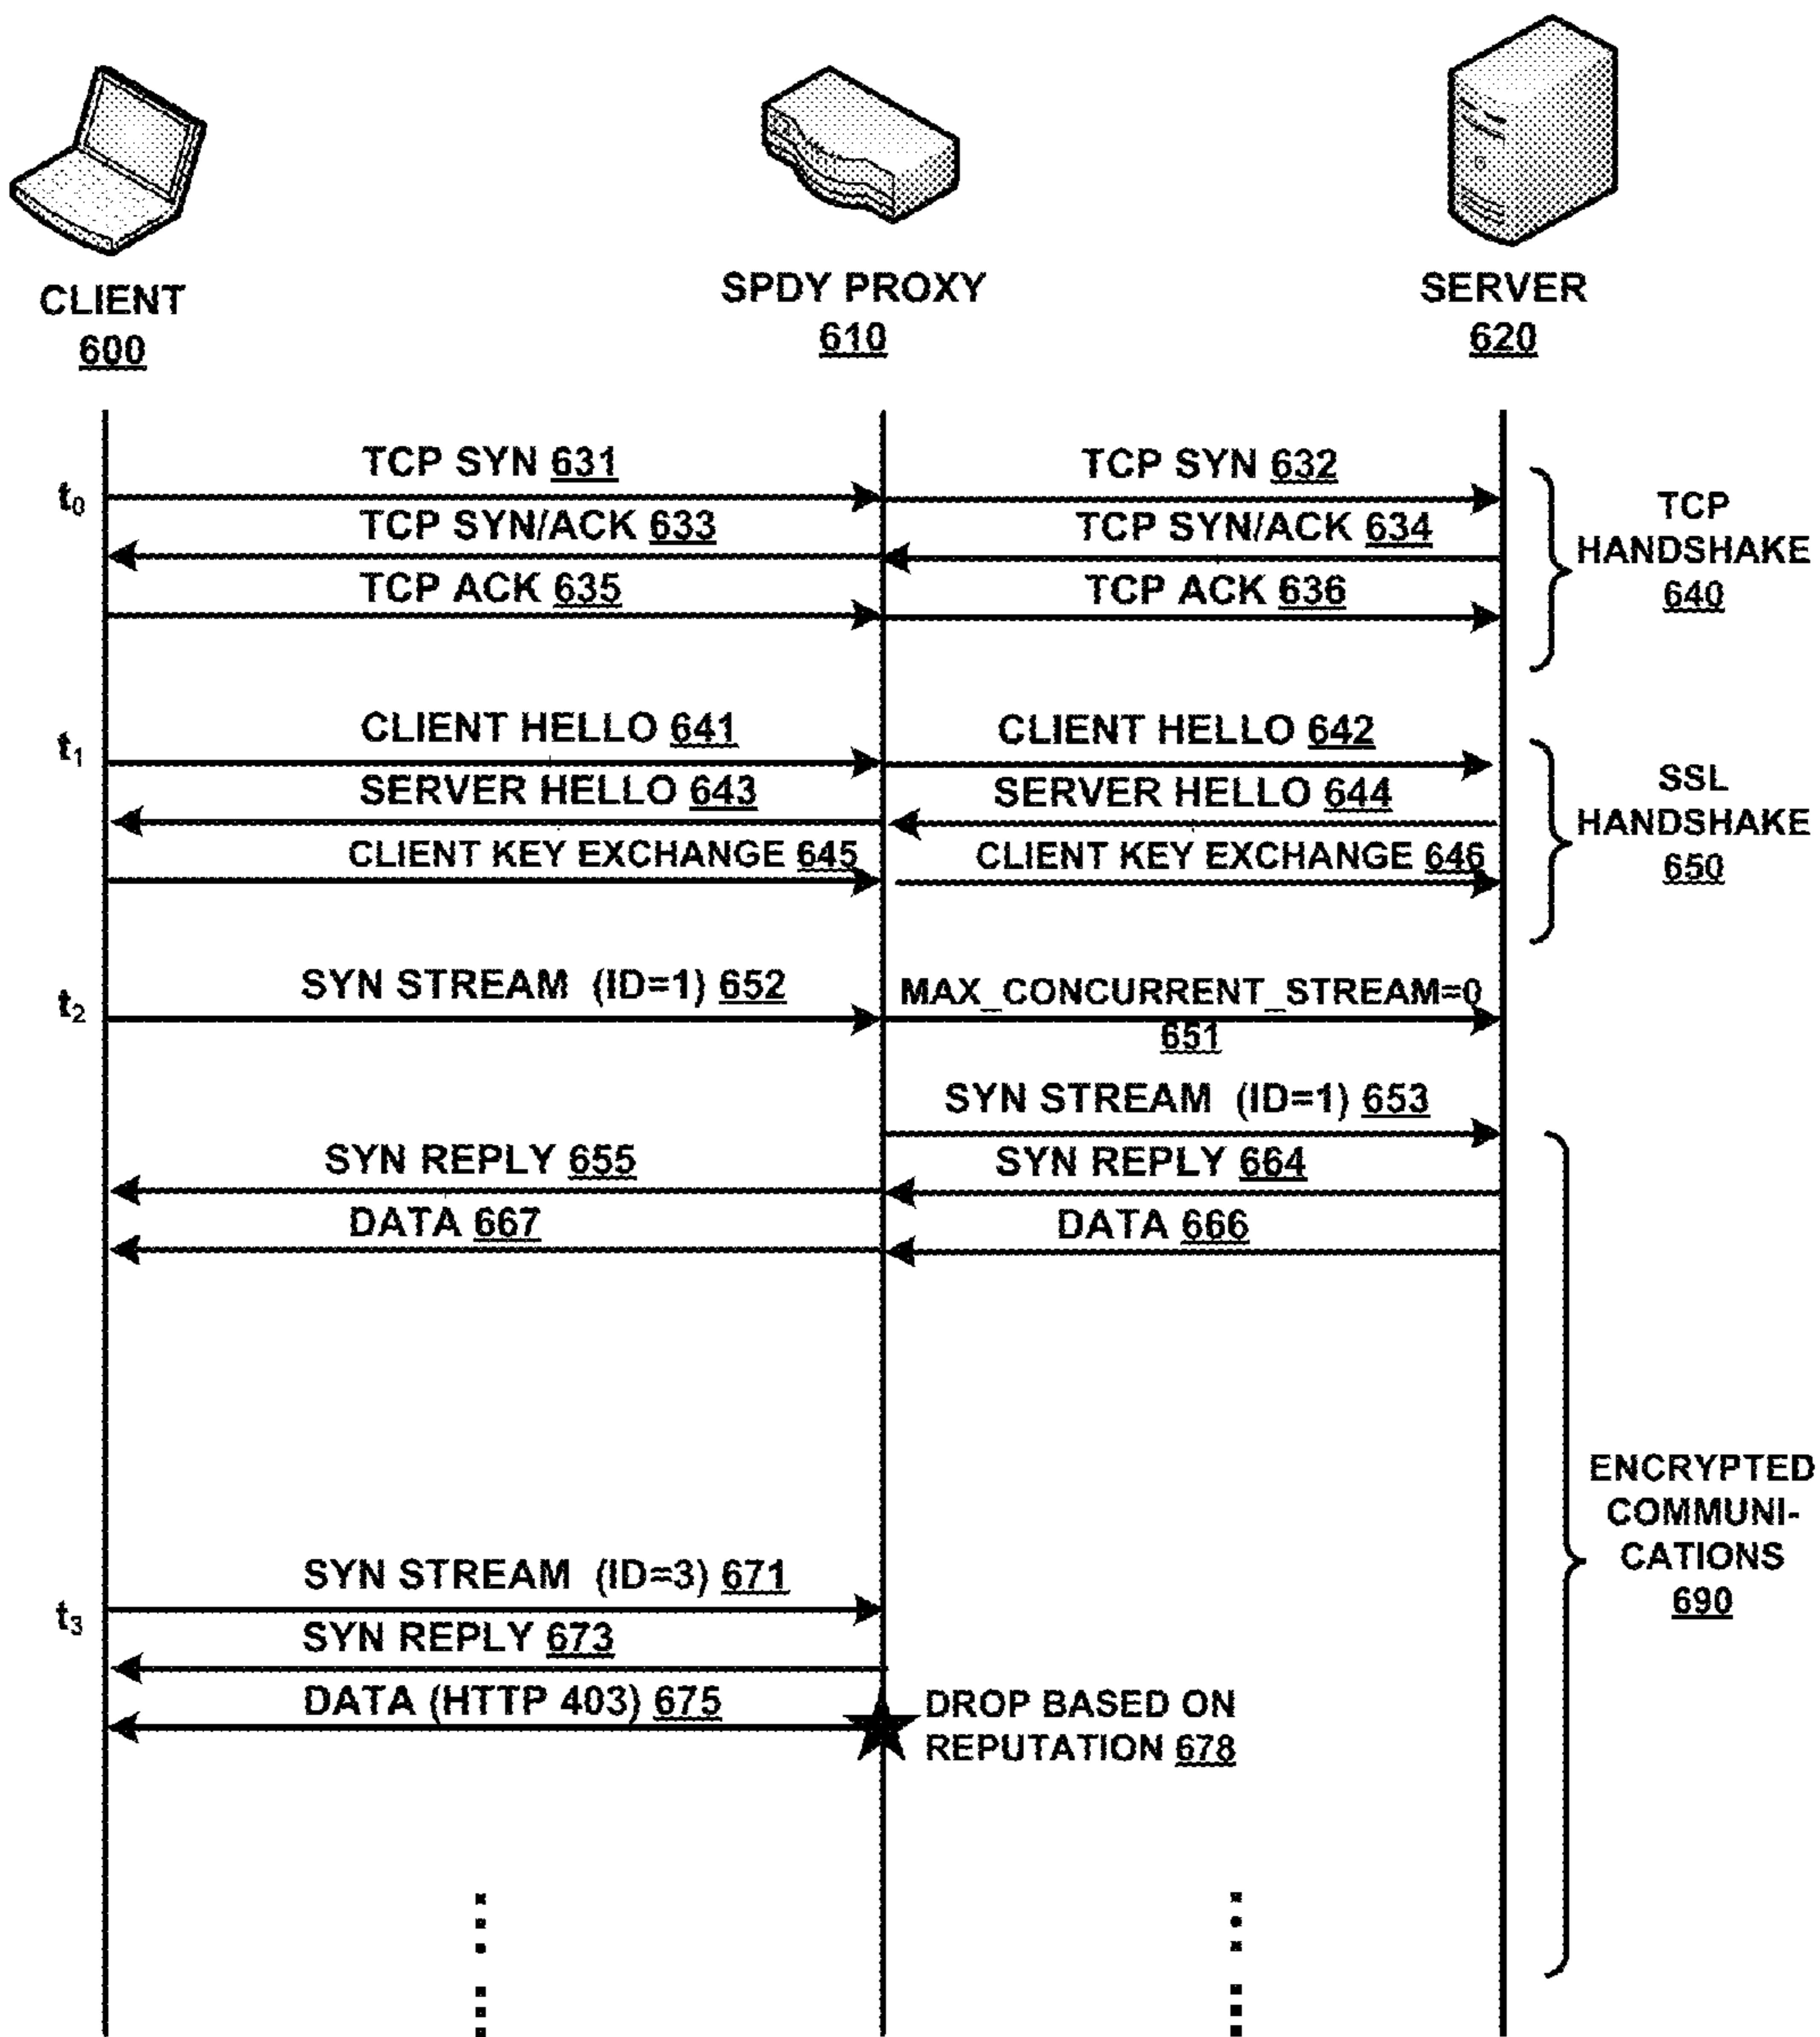 CLIENT
600
SPDY PROXY
610
SERVER
620
t0
TCP SYN 631
TCP SYN 632
TCP SYN/ACK 633
TCP SYN/ACK 634
TCP ACK 635
TCP ACK 636
TCP
HANDSHAKE
640
t1
CLIENT HELLO 641
CLIENT HELLO 642
SERVER HELLO 643
SERVER HELLO 644
CLIENT KEY EXCHANGE 645
CLIENT KEY EXCHANGE 646
SSL
HANDSHAKE
650
t2
SYN STREAM (ID=1) 652
MAX_CONCURRENT_STREAM=0
651
SYN STREAM (ID=1) 653
SYN REPLY 655
SYN REPLY 664
DATA 667
DATA 666
ENCRYPTED
COMMUNI-
CATIONS
690
t3
SYN STREAM (ID=3) 671
SYN REPLY 673
DATA (HTTP 403) 675
DROP BASED ON
REPUTATION 678